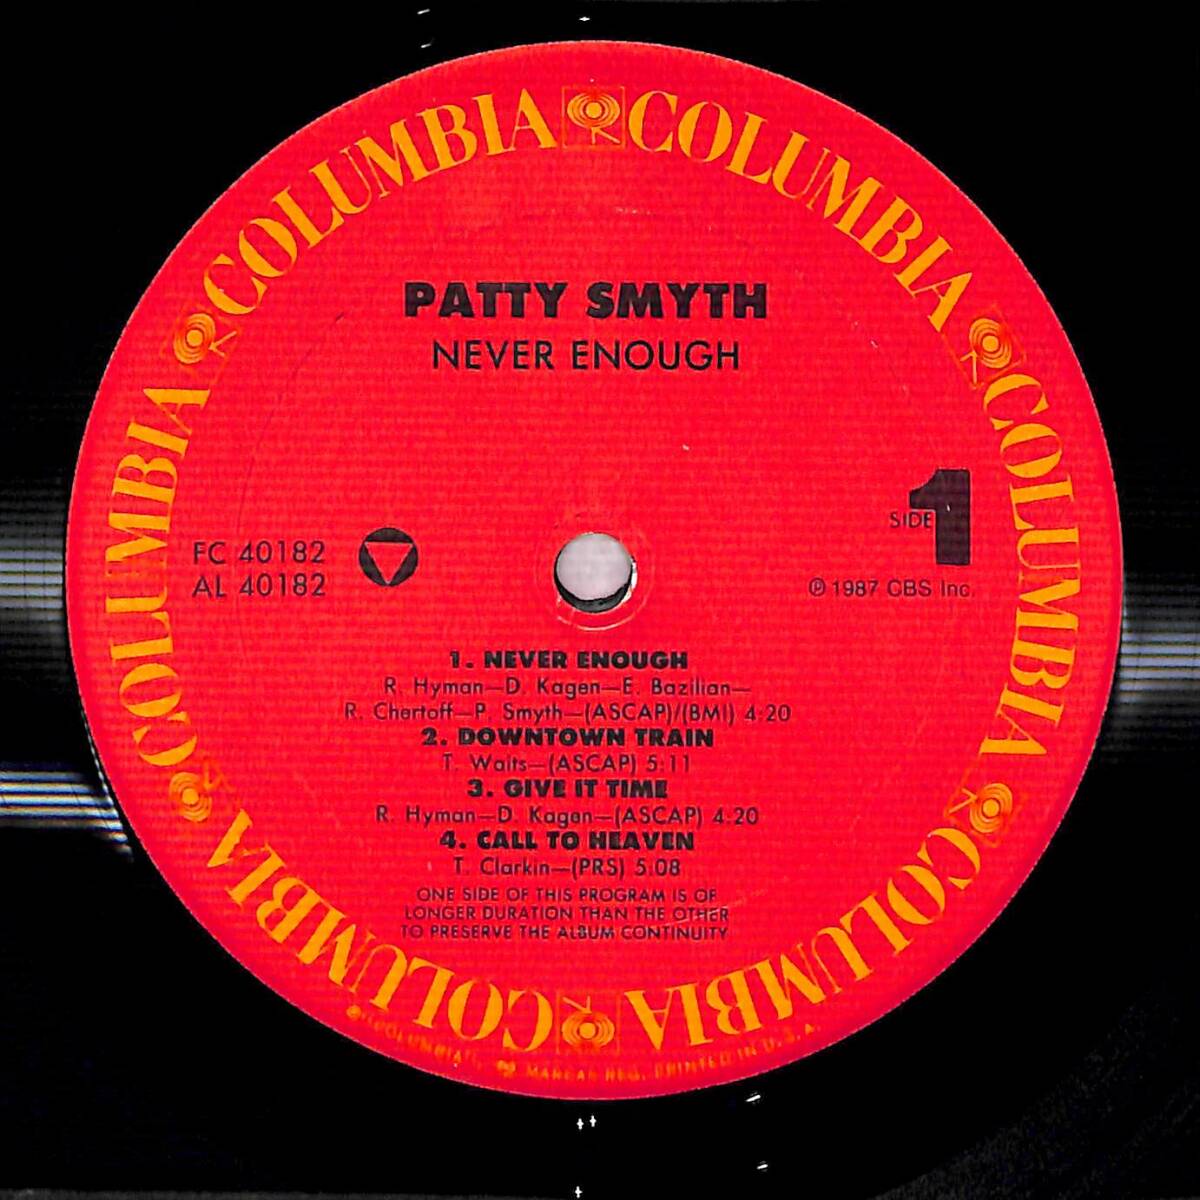 COLUMBIA COLUMBIA COLUMBIA COLUMBIA COLUMBIA COLUMBIA
PATTY SMYTH
NEVER ENOUGH
SIDE 1
FC 40182
AL 40182
℗ 1987 CBS Inc.
1. NEVER ENOUGH
R. Hyman—D. Kagen—E. Bazilian—
R. Chertoff—P. Smyth—(ASCAP)/(BMI) 4:20
2. DOWNTOWN TRAIN
T. Waits—(ASCAP) 5:11
3. GIVE IT TIME
R. Hyman—D. Kagen—(ASCAP) 4:20
4. CALL TO HEAVEN
T. Clarkin—(PRS) 5:08
ONE SIDE OF THIS PROGRAM IS OF
LONGER DURATION THAN THE OTHER
TO PRESERVE THE ALBUM CONTINUITY
"COLUMBIA," MARCAS REG. PRINTED IN U.S.A.